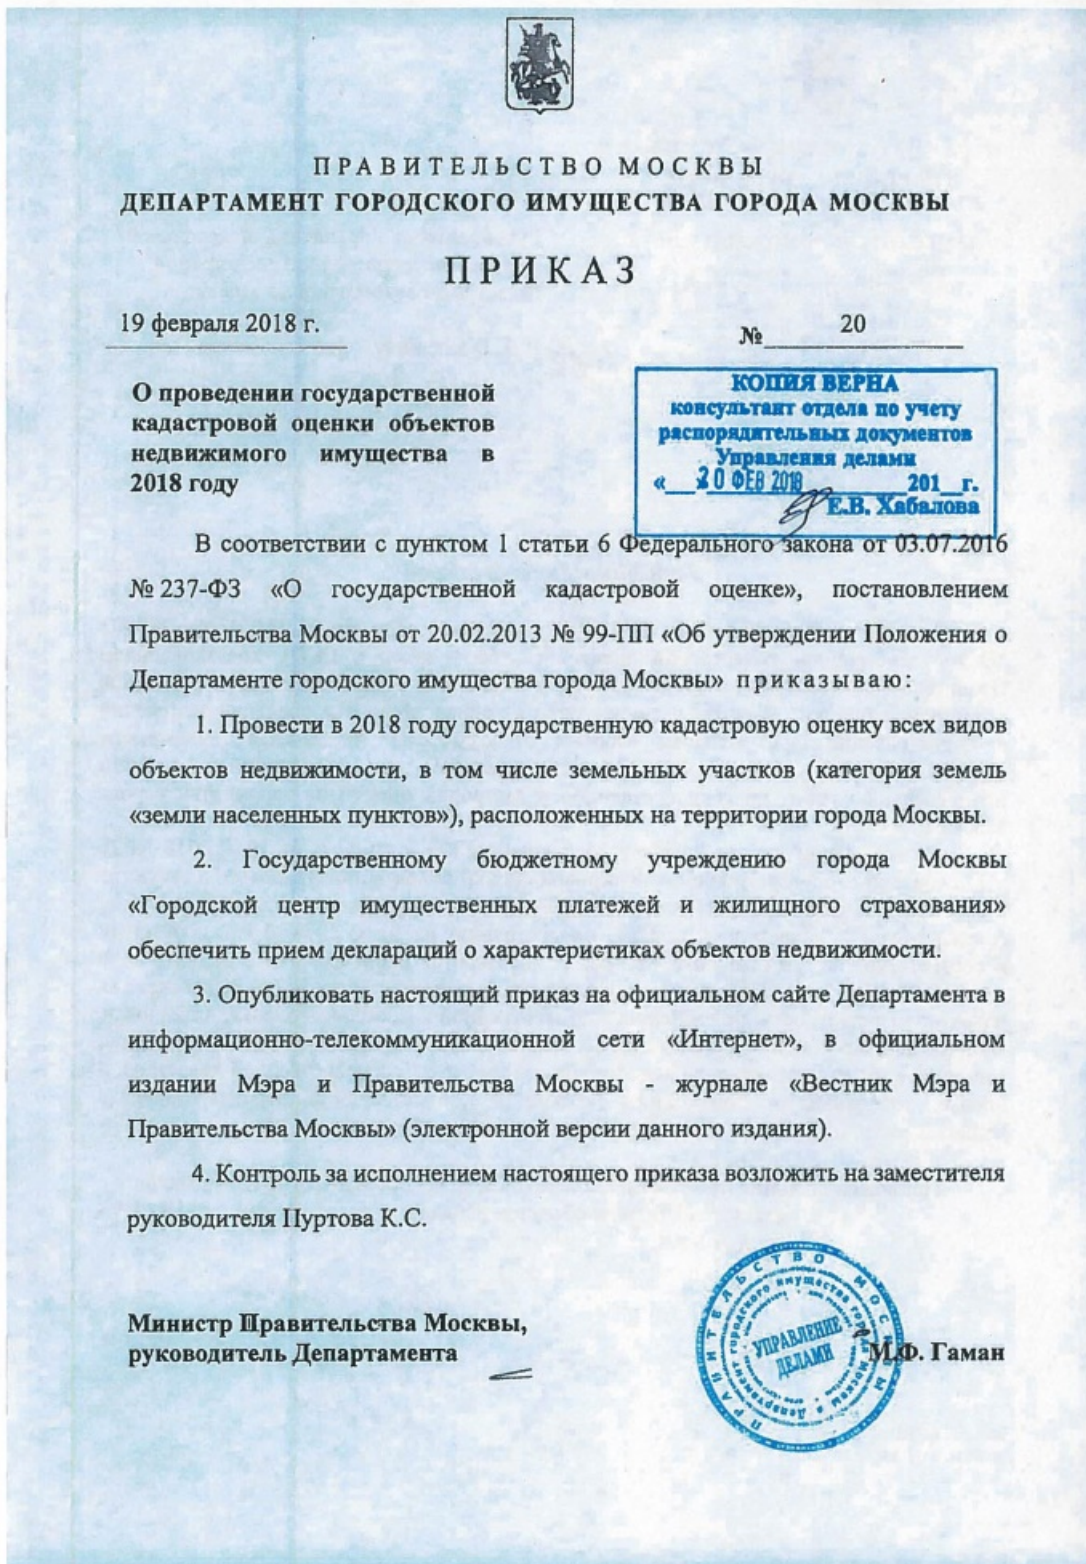 ПРАВИТЕЛЬСТВО МОСКВЫ
ДЕПАРТАМЕНТ ГОРОДСКОГО ИМУЩЕСТВА ГОРОДА МОСКВЫ
ПРИКАЗ
19 февраля 2018 г.
№ 20
О проведении государственной
кадастровой оценки объектов
недвижимого имущества в
2018 году
КОПИЯ ВЕРНА
консультант отдела по учету
распорядительных документов
Управления делами
«20 ФЕВ 2018 201 г.
Е.В. Хабалова
В соответствии с пунктом 1 статьи 6 Федерального закона от 03.07.2016
№ 237-ФЗ «О государственной кадастровой оценке», постановлением
Правительства Москвы от 20.02.2013 № 99-ПП «Об утверждении Положения о
Департаменте городского имущества города Москвы» приказываю:
1. Провести в 2018 году государственную кадастровую оценку всех видов
объектов недвижимости, в том числе земельных участков (категория земель
«земли населенных пунктов»), расположенных на территории города Москвы.
2. Государственному бюджетному учреждению города Москвы
«Городской центр имущественных платежей и жилищного страхования»
обеспечить прием деклараций о характеристиках объектов недвижимости.
3. Опубликовать настоящий приказ на официальном сайте Департамента в
информационно-телекоммуникационной сети «Интернет», в официальном
издании Мэра и Правительства Москвы - журнале «Вестник Мэра и
Правительства Москвы» (электронной версии данного издания).
4. Контроль за исполнением настоящего приказа возложить на заместителя
руководителя Пуртова К.С.
Министр Правительства Москвы,
руководитель Департамента
М.Ф. Гаман
ПРАВИТЕЛЬСТВО МОСКВЫ
Департамент городского имущества города Москвы
УПРАВЛЕНИЕ
ДЕЛАМИ